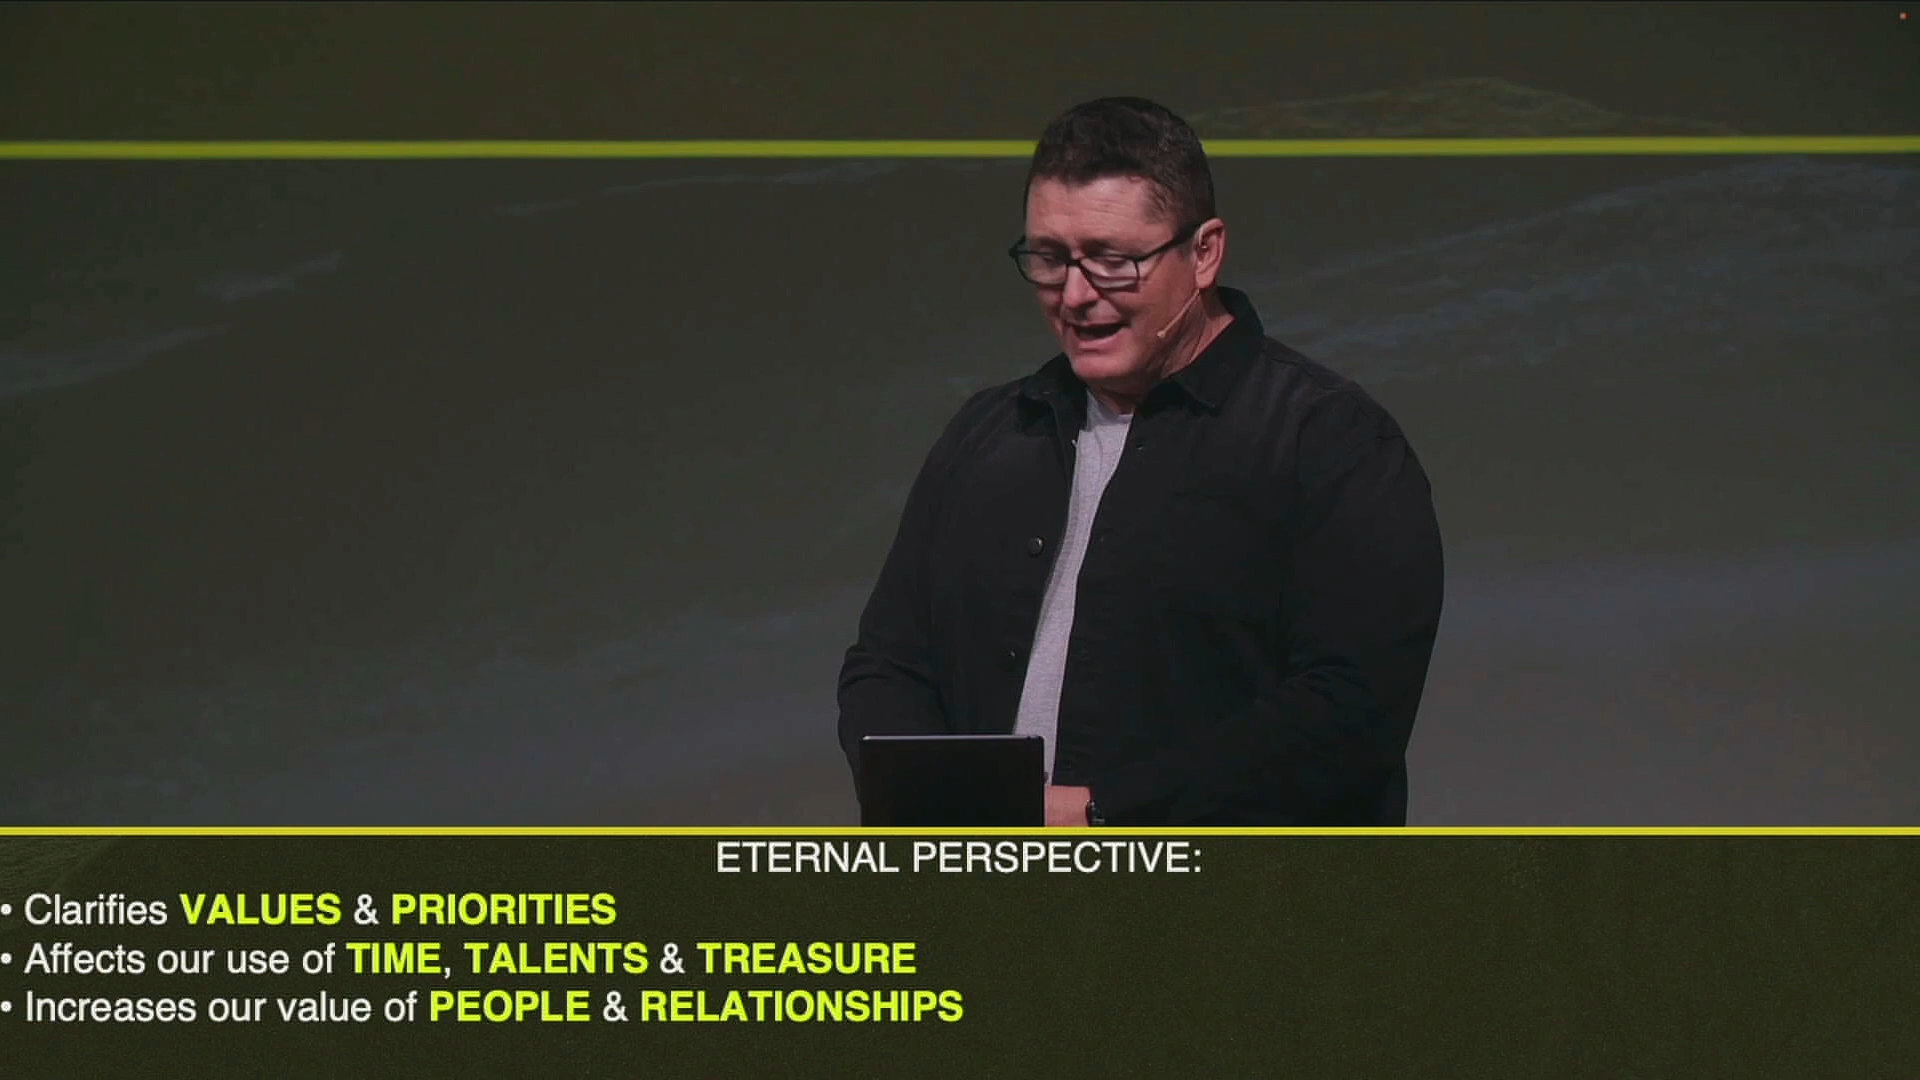 ETERNAL PERSPECTIVE:
• Clarifies VALUES & PRIORITIES
• Affects our use of TIME, TALENTS & TREASURE
• Increases our value of PEOPLE & RELATIONSHIPS